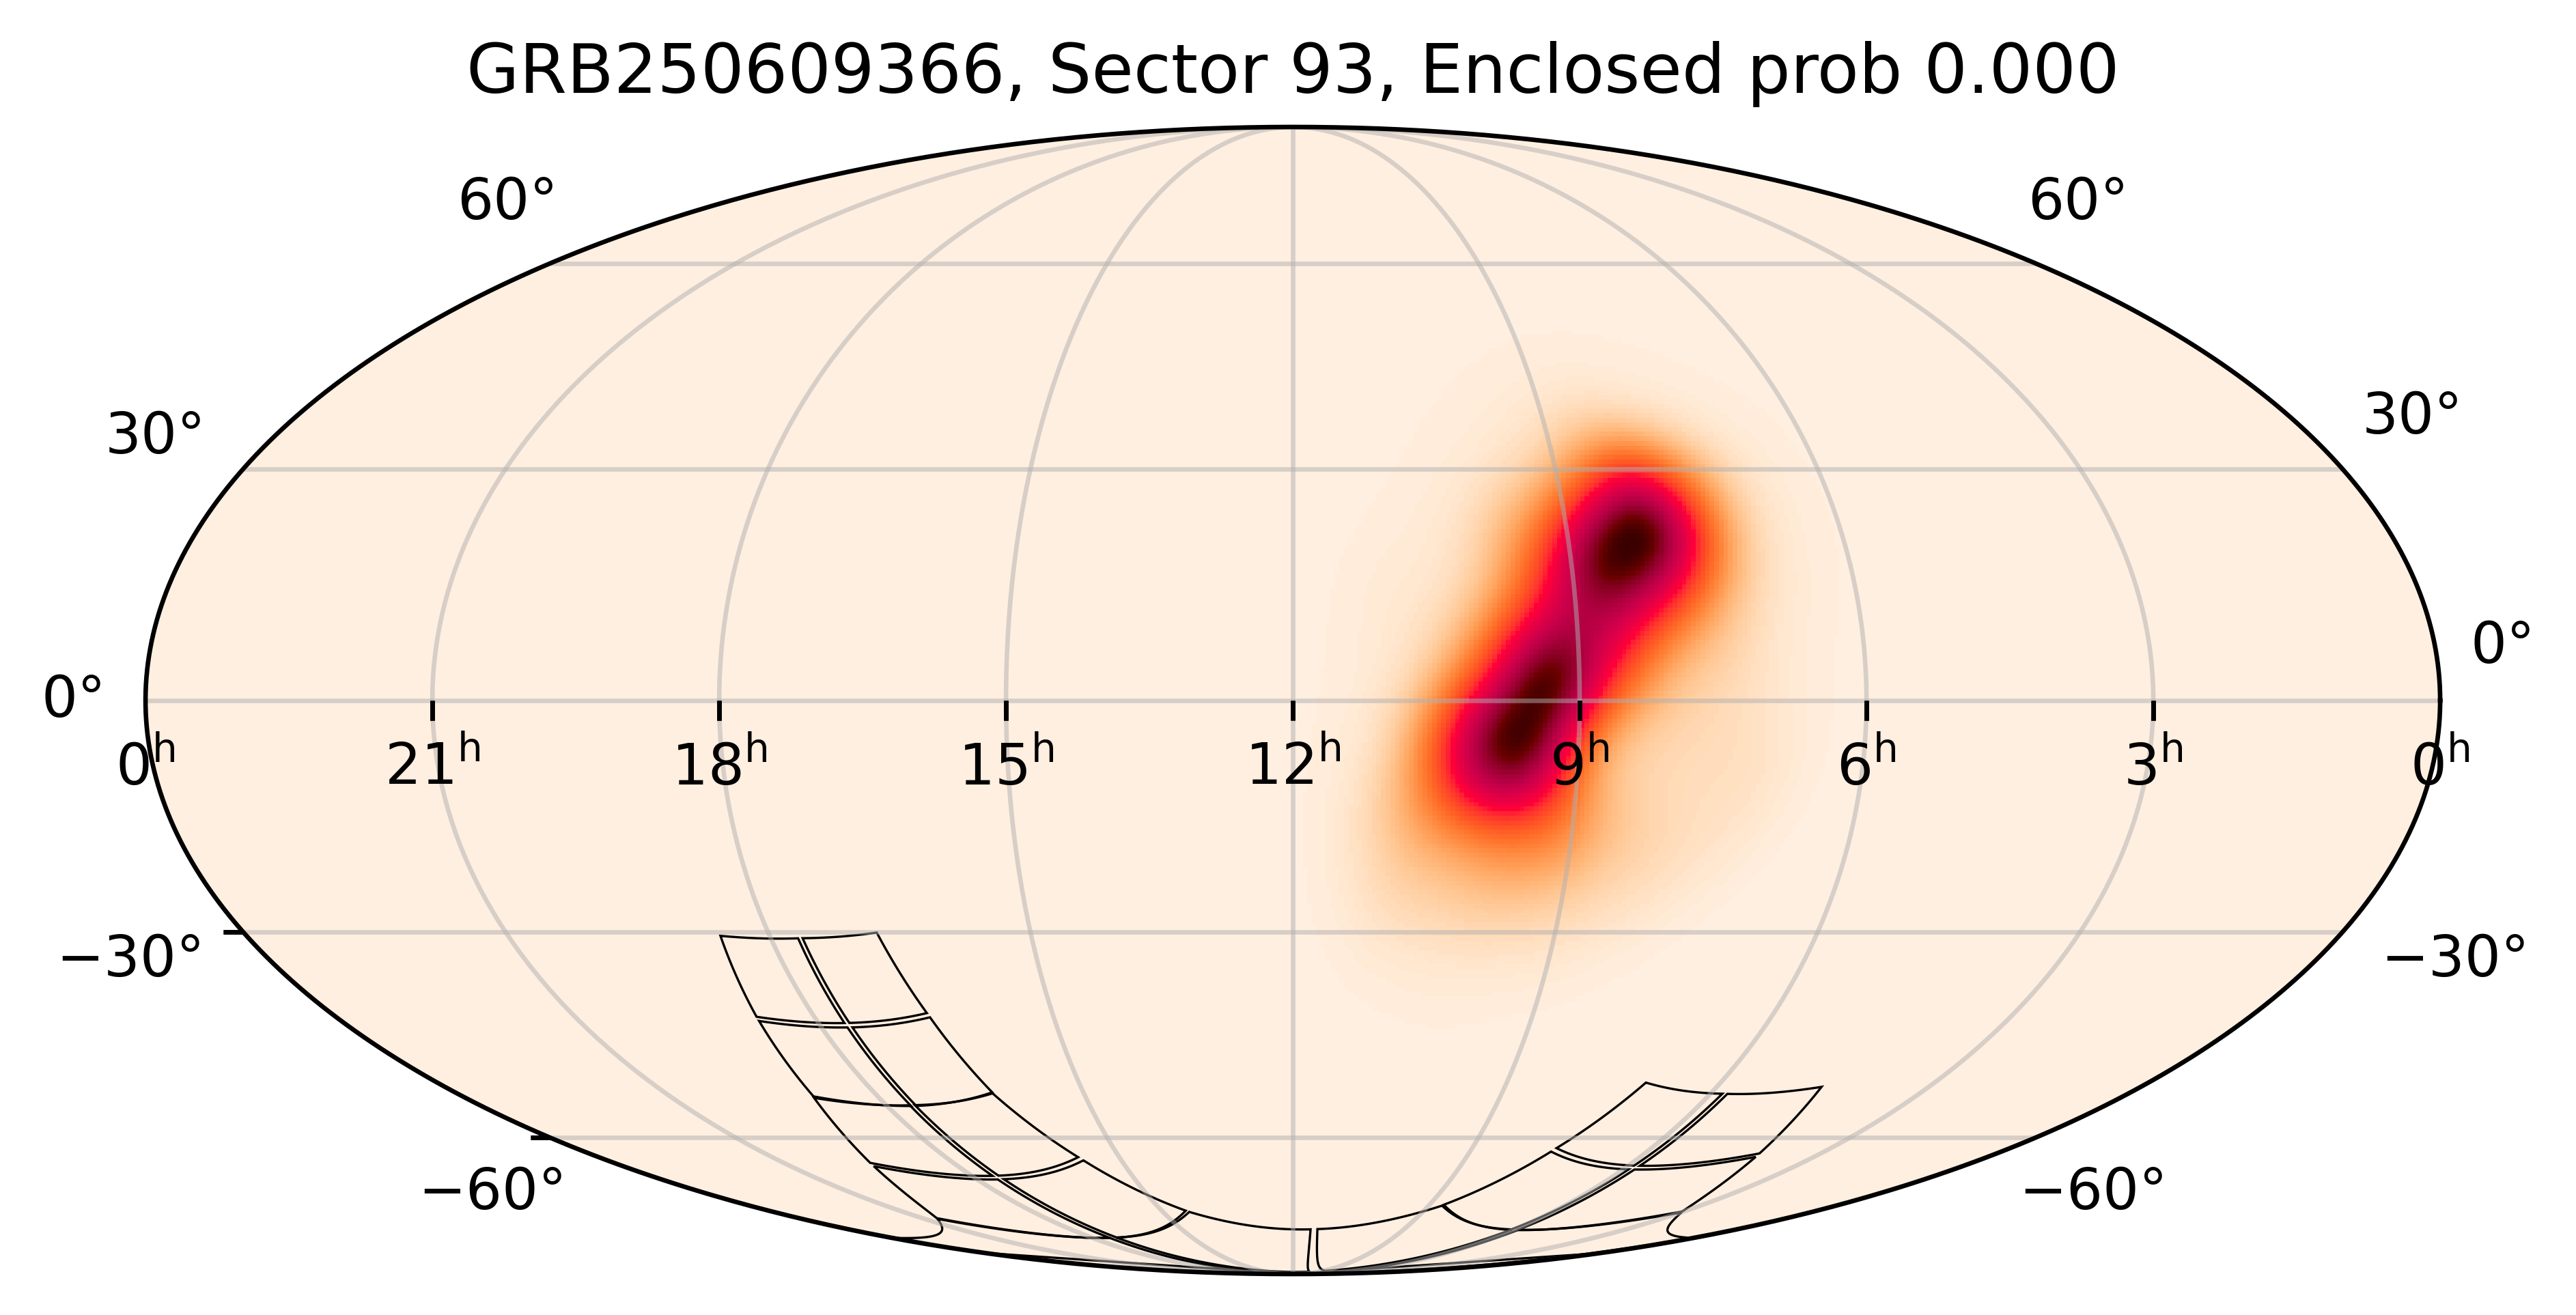 GRB250609366, Sector 93, Enclosed prob 0.000
60° 60°
30° 30°
0° 0°
0ʰ 21ʰ 18ʰ 15ʰ 12ʰ 9ʰ 6ʰ 3ʰ 0ʰ
−30° −30°
−60° −60°